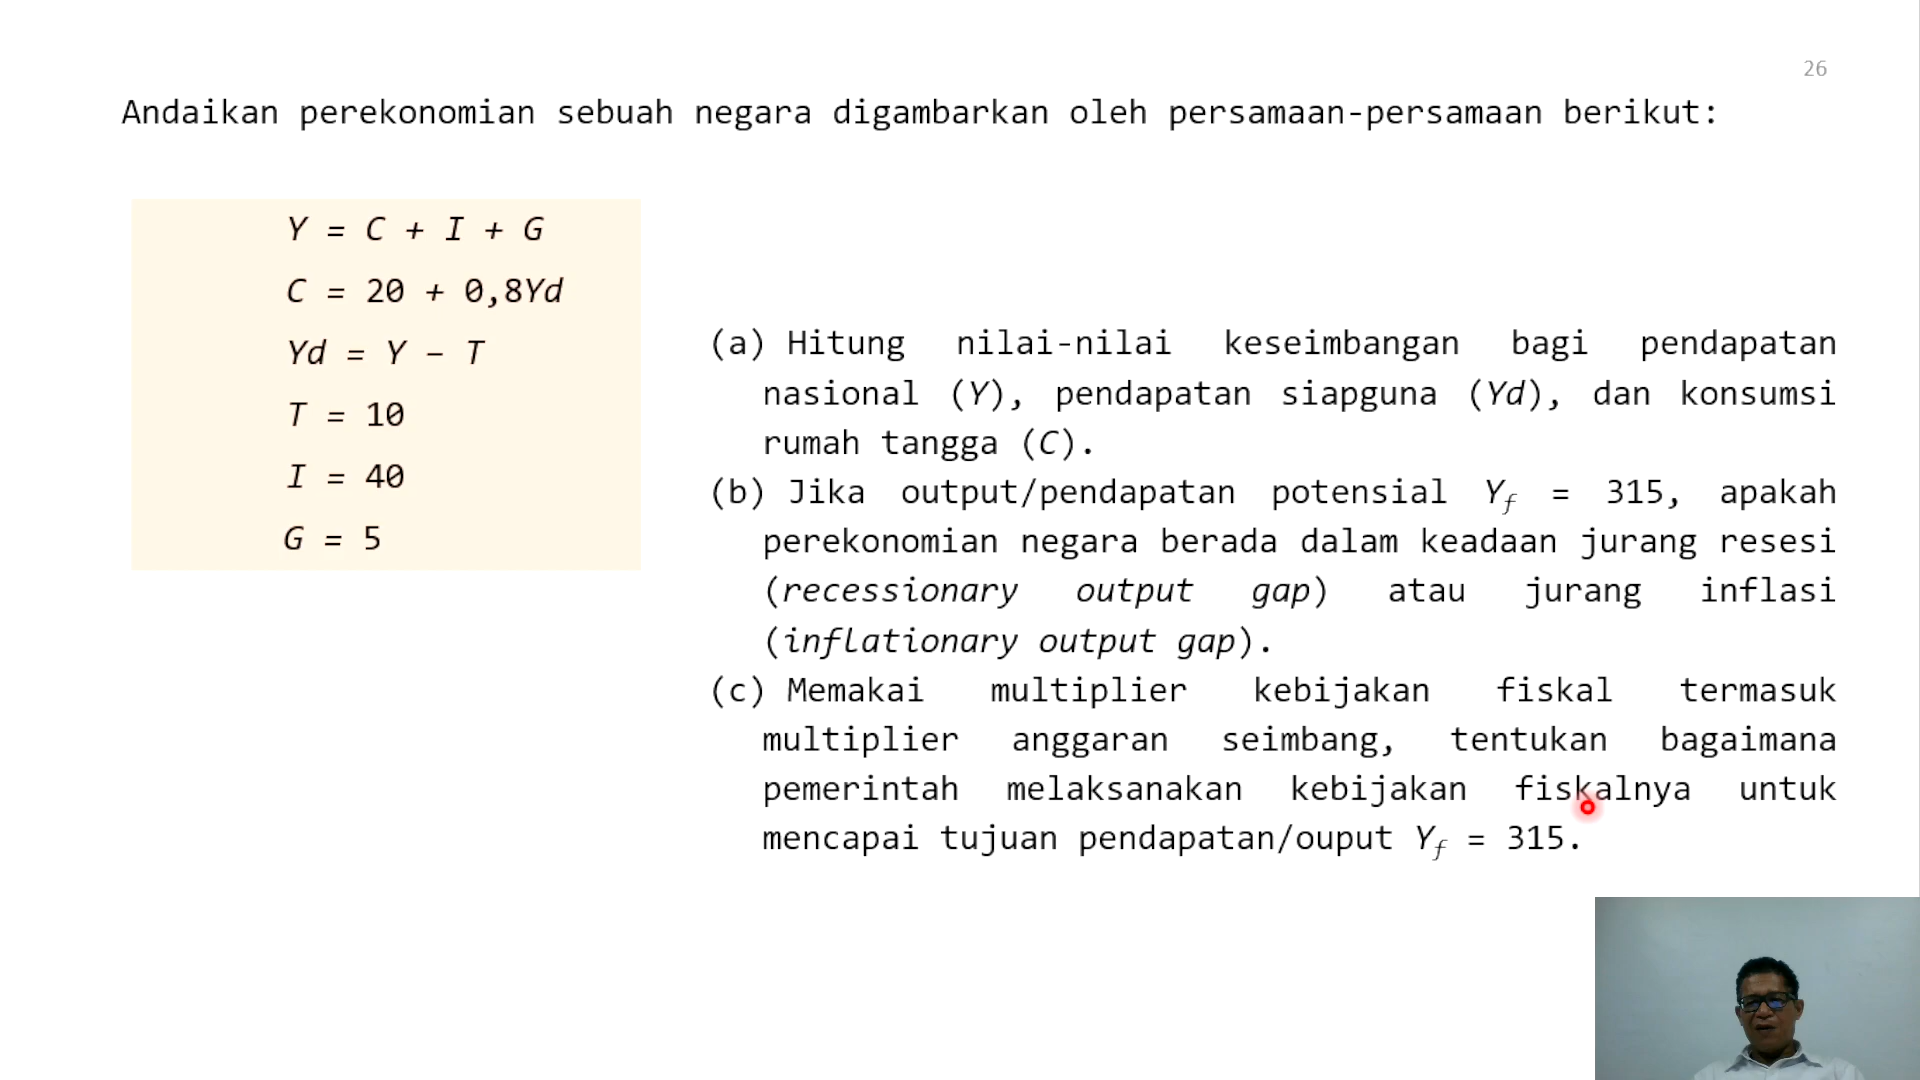 26
Andaikan perekonomian sebuah negara digambarkan oleh persamaan-persamaan berikut:
Y = C + I + G
C = 20 + 0,8Yd
Yd = Y – T
T = 10
I = 40
G = 5
(a) Hitung nilai-nilai keseimbangan bagi pendapatan
nasional (Y), pendapatan siapguna (Yd), dan konsumsi
rumah tangga (C).
(b) Jika output/pendapatan potensial Yf = 315, apakah
perekonomian negara berada dalam keadaan jurang resesi
(recessionary output gap) atau jurang inflasi
(inflationary output gap).
(c) Memakai multiplier kebijakan fiskal termasuk
multiplier anggaran seimbang, tentukan bagaimana
pemerintah melaksanakan kebijakan fiskalnya untuk
mencapai tujuan pendapatan/ouput Yf = 315.